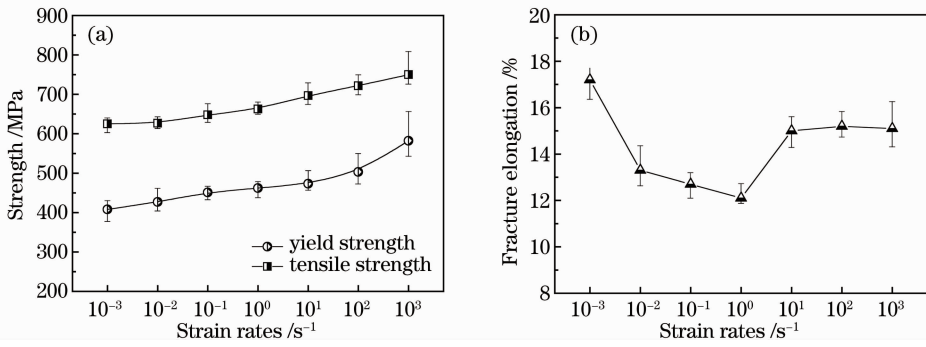 (a)
Strength /MPa
900
800
700
600
500
400
300
200
yield strength
tensile strength
10⁻³ 10⁻² 10⁻¹ 10⁰ 10¹ 10² 10³
Strain rates /s⁻¹
(b)
Fracture elongation /%
20
18
16
14
12
10
8
10⁻³ 10⁻² 10⁻¹ 10⁰ 10¹ 10² 10³
Strain rates /s⁻¹